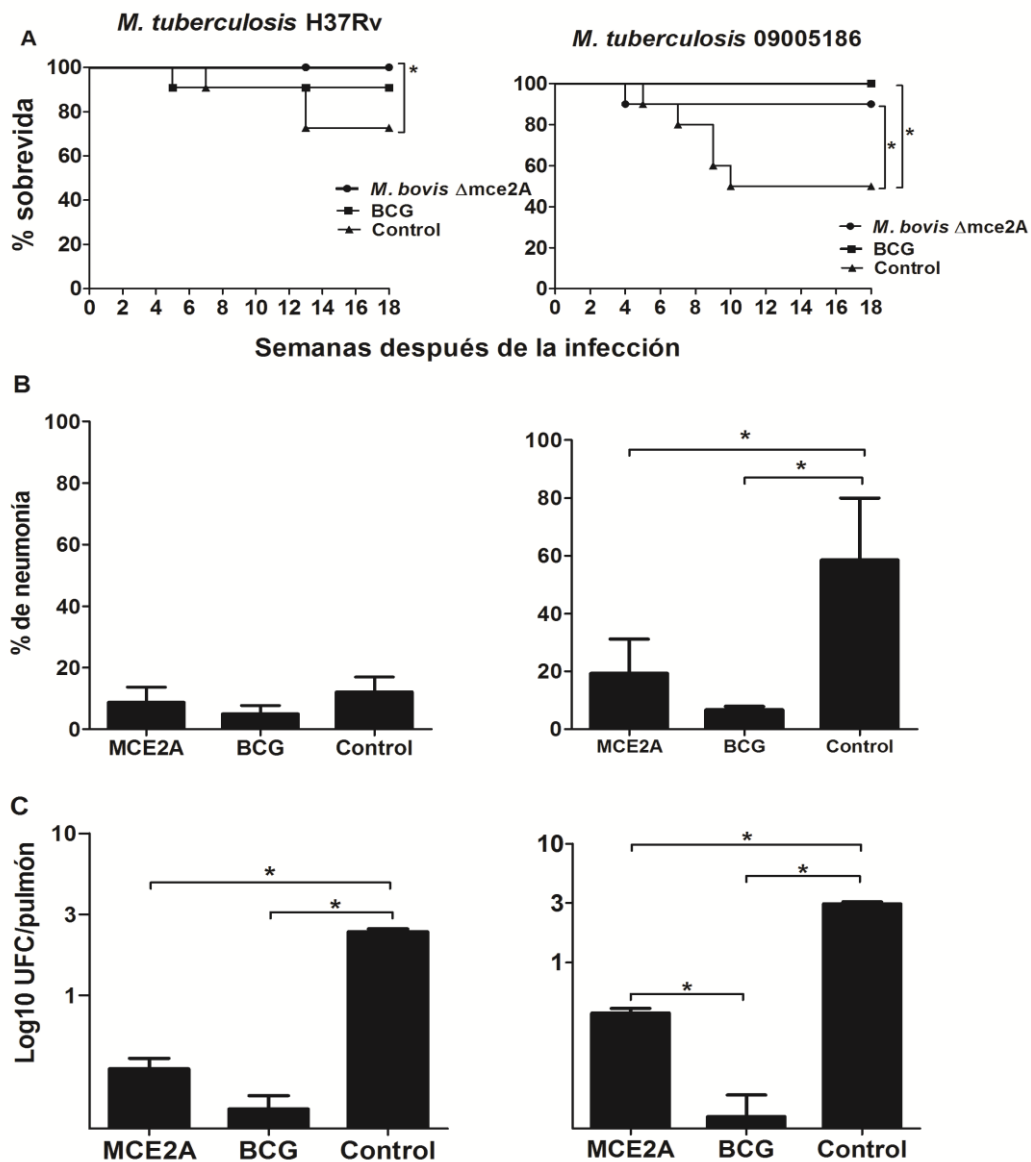 A
M. tuberculosis H37Rv
M. tuberculosis 09005186
% sobrevida
100
80
60
40
20
0
0 2 4 6 8 10 12 14 16 18
*
M. bovis Δmce2A
BCG
Control
100
80
60
40
20
0
0 2 4 6 8 10 12 14 16 18
*
*
M. bovis Δmce2A
BCG
Control
Semanas después de la infección
B
% de neumonía
100
80
60
40
20
0
MCE2A BCG Control
100
80
60
40
20
0
*
*
MCE2A BCG Control
C
Log10 UFC/pulmón
10
3
1
*
*
MCE2A BCG Control
10
3
1
*
*
*
MCE2A BCG Control